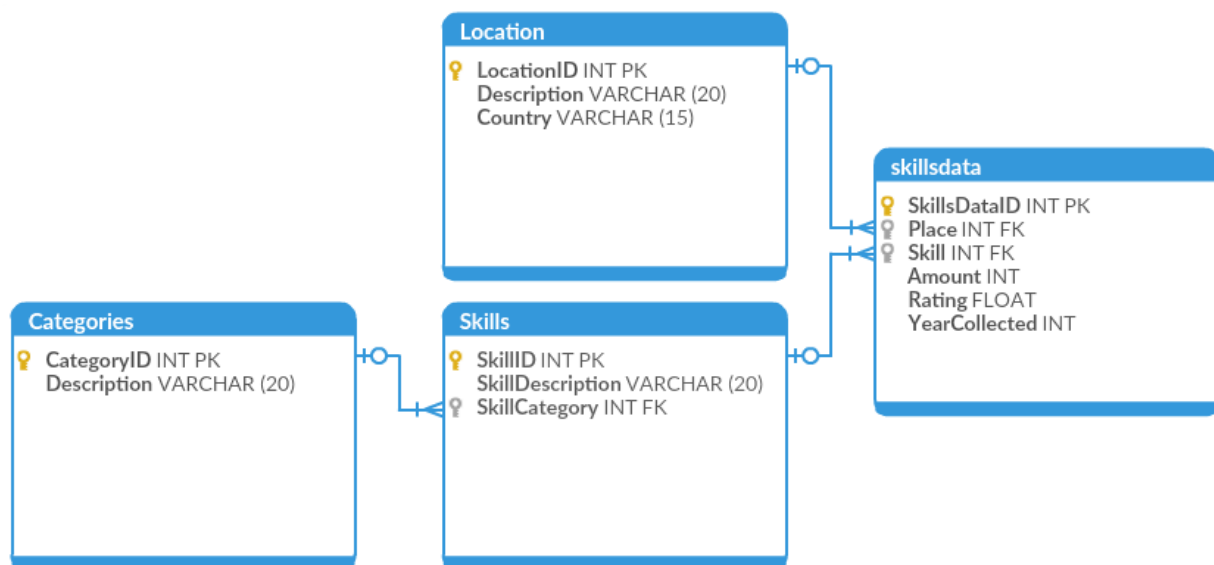 Location
LocationID INT PK
Description VARCHAR (20)
Country VARCHAR (15)
skillsdata
SkillsDataID INT PK
Place INT FK
Skill INT FK
Amount INT
Rating FLOAT
YearCollected INT
Categories
CategoryID INT PK
Description VARCHAR (20)
Skills
SkillID INT PK
SkillDescription VARCHAR (20)
SkillCategory INT FK